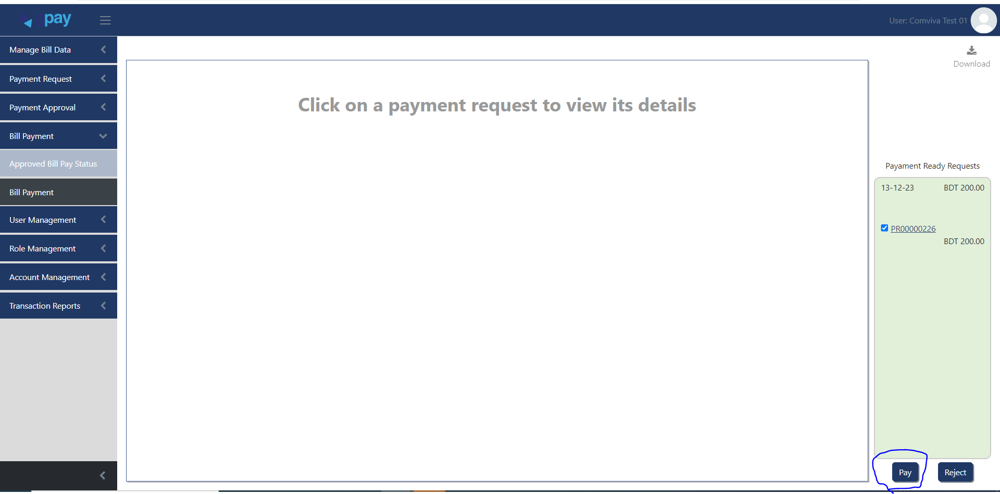 pay
User: Comviva Test 01
Manage Bill Data
Payment Request
Payment Approval
Bill Payment
Approved Bill Pay Status
Bill Payment
User Management
Role Management
Account Management
Transaction Reports
Click on a payment request to view its details
Download
Payament Ready Requests
13-12-23 BDT 200.00
PR00000226
BDT 200.00
Pay Reject